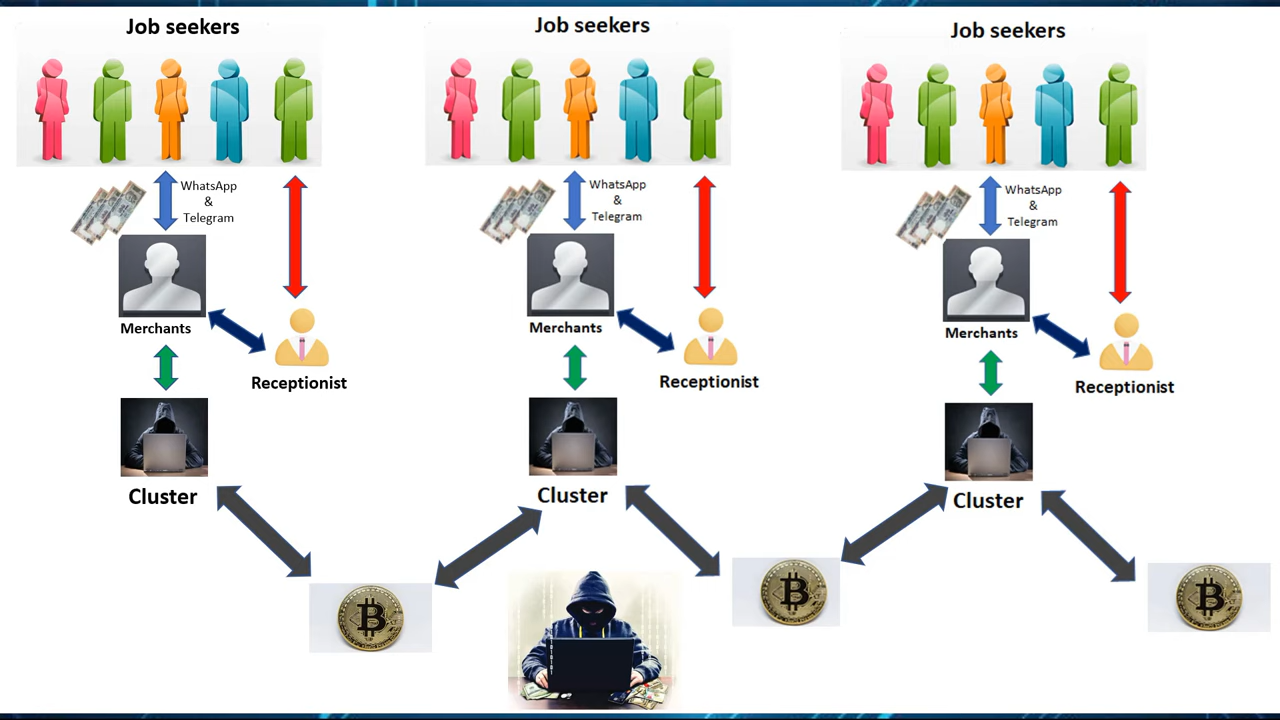 Job seekers
Job seekers
Job seekers
WhatsApp
&
Telegram
WhatsApp
&
Telegram
WhatsApp
&
Telegram
Merchants
Merchants
Merchants
Receptionist
Receptionist
Receptionist
Cluster
Cluster
Cluster